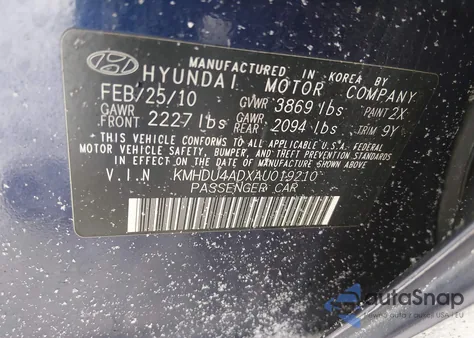 MANUFACTURED IN KOREA BY
HYUNDAI MOTOR COMPANY
FEB/25/10 GVWR 3869 lbs PAINT 2X
GAWR FRONT 2227 lbs GAWR REAR 2094 lbs TRIM 9Y
THIS VEHICLE CONFORMS TO ALL APPLICABLE U.S.A. FEDERAL
MOTOR VEHICLE SAFETY, BUMPER, AND THEFT PREVENTION STANDARDS
IN EFFECT ON THE DATE OF MANUFACTURE SHOWN ABOVE.
V.I.N KMHDU4ADXAU019210
PASSENGER CAR
autaSnap